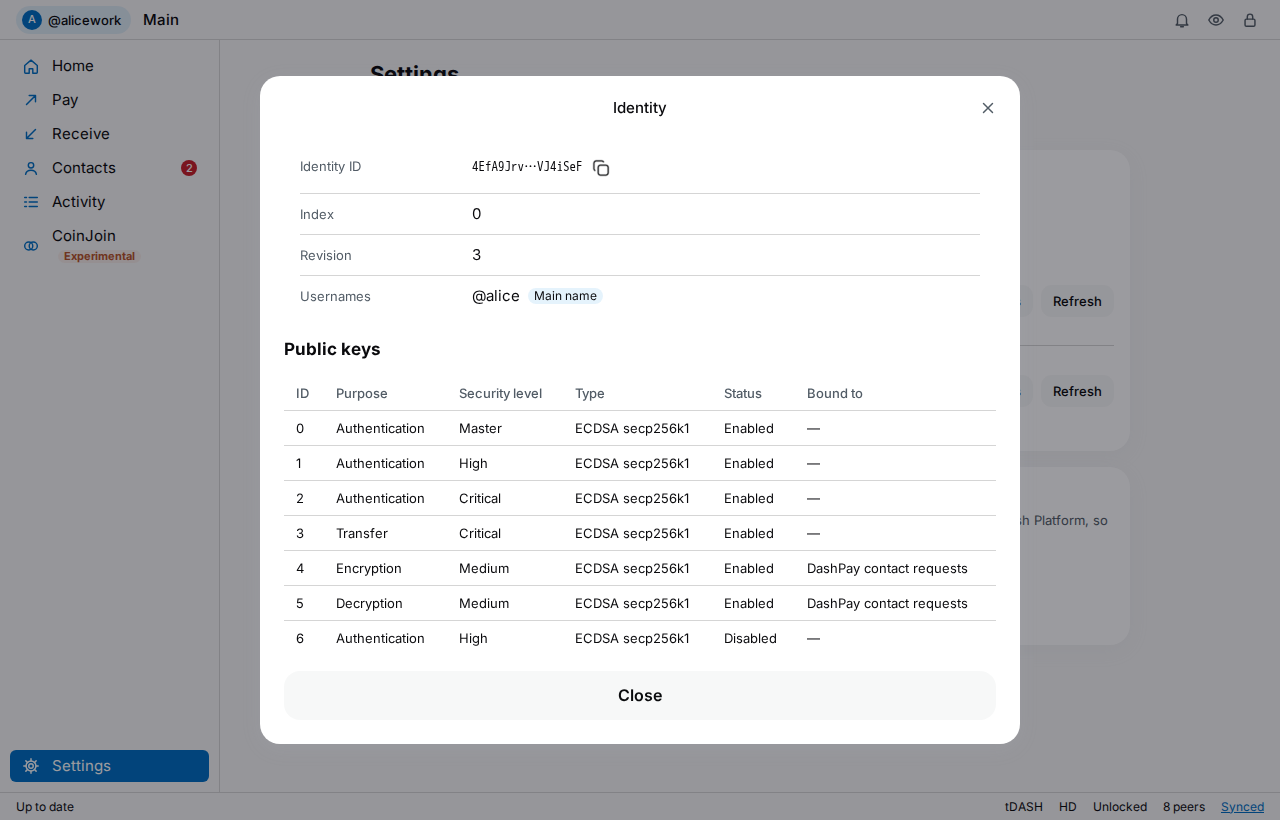 A @alicework Main
Home
Pay
Receive
Contacts 2
Activity
CoinJoin
Experimental
Settings
Settings
Identity
Identity ID 4EfA9Jrv…VJ4iSeF
Index 0
Revision 3
Usernames @alice Main name
Refresh
Refresh
sh Platform, so
Public keys
ID Purpose Security level Type Status Bound to
0 Authentication Master ECDSA secp256k1 Enabled —
1 Authentication High ECDSA secp256k1 Enabled —
2 Authentication Critical ECDSA secp256k1 Enabled —
3 Transfer Critical ECDSA secp256k1 Enabled —
4 Encryption Medium ECDSA secp256k1 Enabled DashPay contact requests
5 Decryption Medium ECDSA secp256k1 Enabled DashPay contact requests
6 Authentication High ECDSA secp256k1 Disabled —
Close
Up to date tDASH HD Unlocked 8 peers Synced